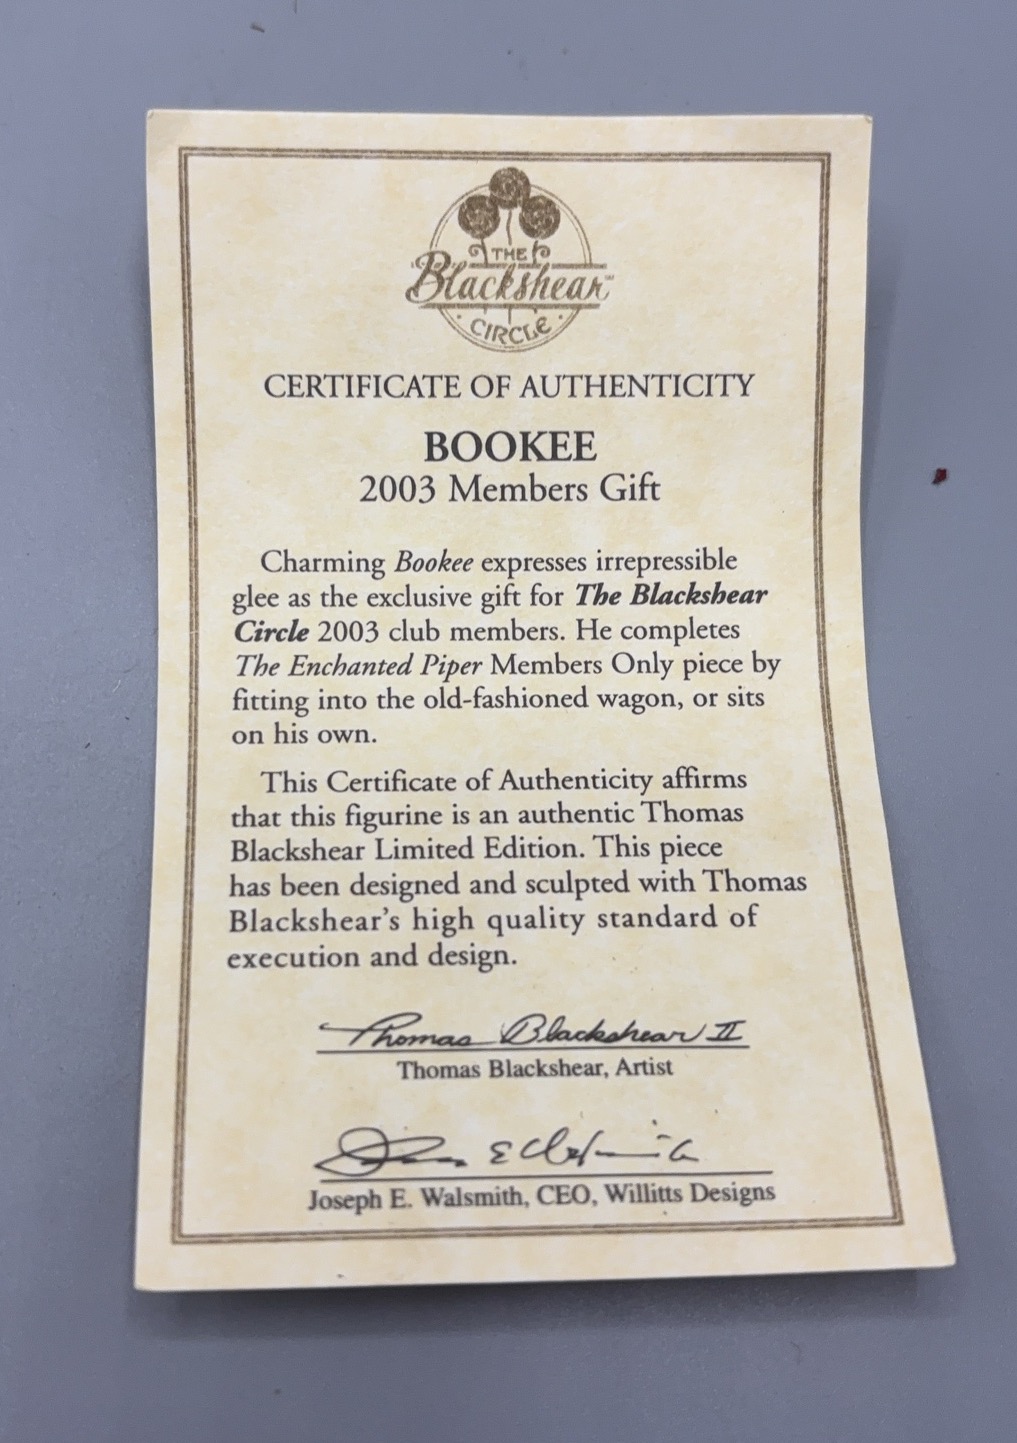 THE
Blackshear™
CIRCLE
CERTIFICATE OF AUTHENTICITY
BOOKEE
2003 Members Gift
Charming Bookee expresses irrepressible
glee as the exclusive gift for The Blackshear
Circle 2003 club members. He completes
The Enchanted Piper Members Only piece by
fitting into the old-fashioned wagon, or sits
on his own.
This Certificate of Authenticity affirms
that this figurine is an authentic Thomas
Blackshear Limited Edition. This piece
has been designed and sculpted with Thomas
Blackshear's high quality standard of
execution and design.
Thomas Blackshear II
Thomas Blackshear, Artist
Joseph E. Walsmith, CEO, Willitts Designs